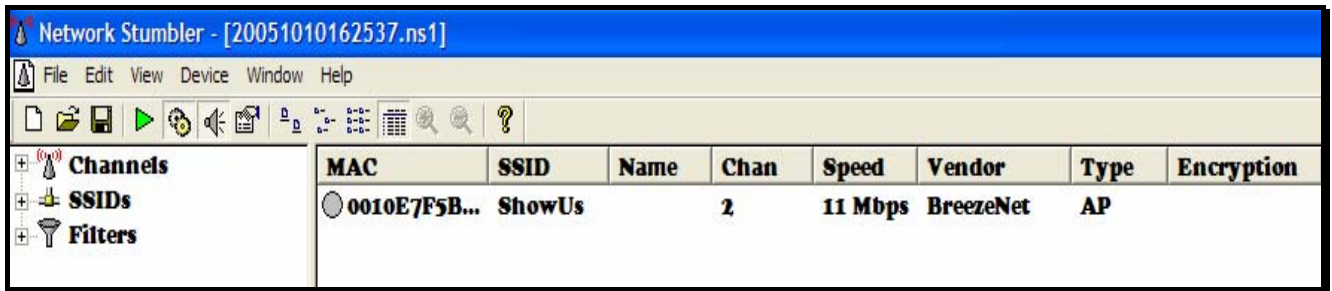 Network Stumbler - [20051010162537.ns1]
File Edit View Device Window Help
Channels
SSIDs
Filters
MAC SSID Name Chan Speed Vendor Type Encryption
0010E7F5B... ShowUs 2 11 Mbps BreezeNet AP